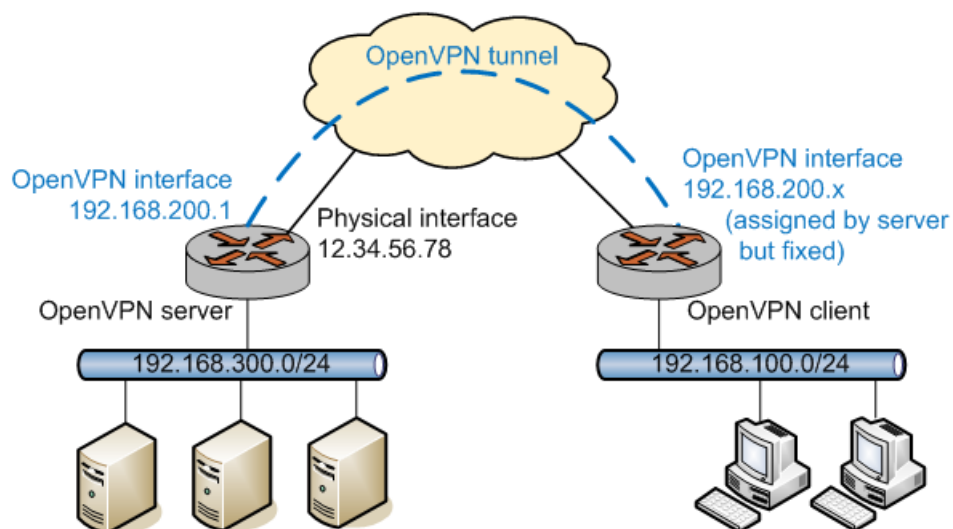 OpenVPN tunnel
OpenVPN interface
192.168.200.1
Physical interface
12.34.56.78
OpenVPN interface
192.168.200.x
(assigned by server
but fixed)
OpenVPN server
OpenVPN client
192.168.300.0/24
192.168.100.0/24